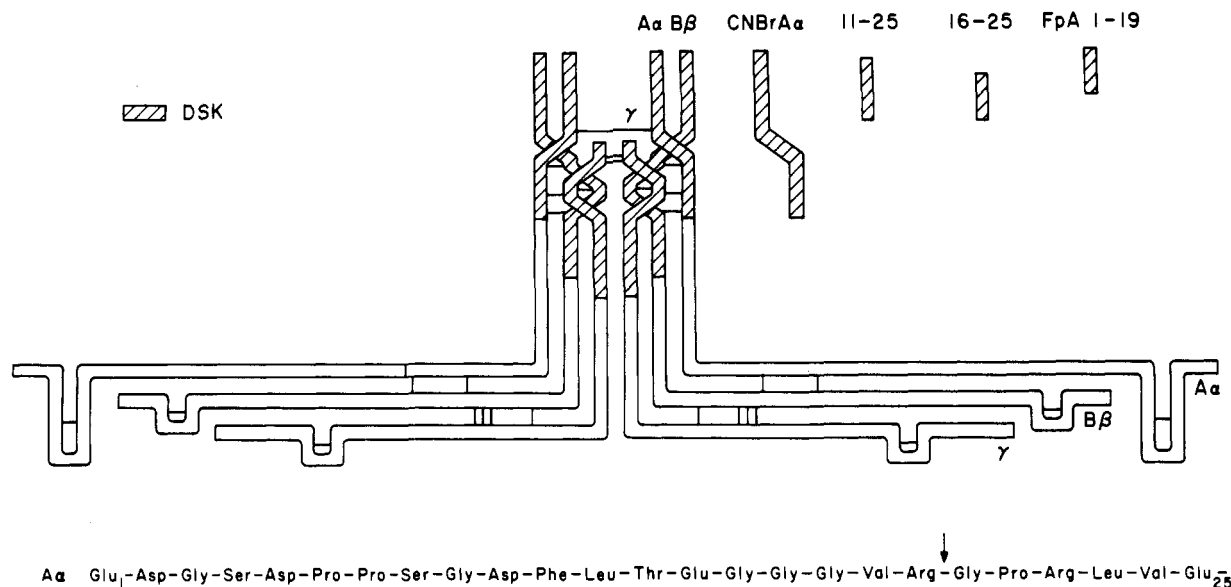 Aα Bβ CNBrAα 11-25 16-25 FpA 1-19
DSK
γ
Aα
Bβ
γ
Aα Glu1-Asp-Gly-Ser-Asp-Pro-Pro-Ser-Gly-Asp-Phe-Leu-Thr-Glu-Gly-Gly-Gly-Val-Arg-Gly-Pro-Arg-Leu-Val-Glu25